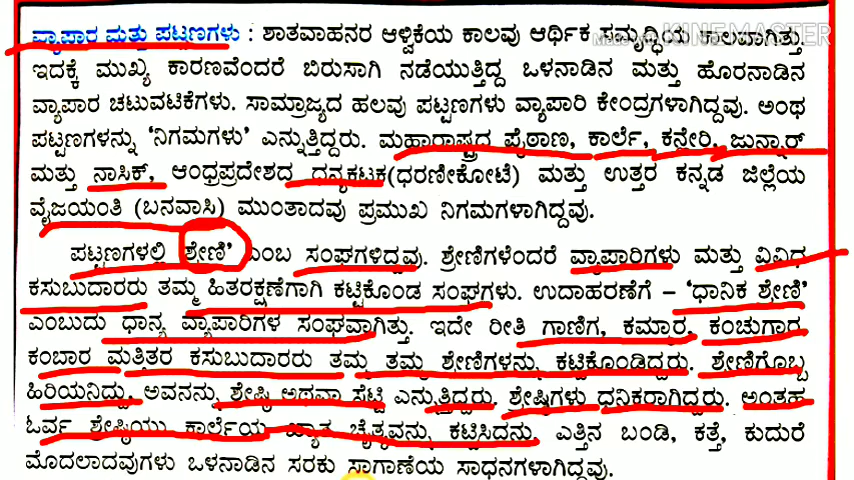 ವ್ಯಾಪಾರ ಮತ್ತು ಪಟ್ಟಣಗಳು : ಶಾತವಾಹನರ ಆಳ್ವಿಕೆಯ ಕಾಲವು ಆರ್ಥಿಕ ಸಮೃದ್ಧಿಯ ಕಾಲವಾಗಿತ್ತು.
Made with KINEMASTER
ಇದಕ್ಕೆ ಮುಖ್ಯ ಕಾರಣವೆಂದರೆ ಬಿರುಸಾಗಿ ನಡೆಯುತ್ತಿದ್ದ ಒಳನಾಡಿನ ಮತ್ತು ಹೊರನಾಡಿನ
ವ್ಯಾಪಾರ ಚಟುವಟಿಕೆಗಳು. ಸಾಮ್ರಾಜ್ಯದ ಹಲವು ಪಟ್ಟಣಗಳು ವ್ಯಾಪಾರಿ ಕೇಂದ್ರಗಳಾಗಿದ್ದವು. ಅಂಥ
ಪಟ್ಟಣಗಳನ್ನು ‘ನಿಗಮಗಳು’ ಎನ್ನುತ್ತಿದ್ದರು. ಮಹಾರಾಷ್ಟ್ರದ ಪೈಠಾಣ, ಕಾರ್ಲೆ, ಕನ್ಹೇರಿ, ಜುನ್ನಾರ್
ಮತ್ತು ನಾಸಿಕ್, ಆಂಧ್ರಪ್ರದೇಶದ ಧನ್ಯಕಟಕ(ಧರಣೀಕೋಟೆ) ಮತ್ತು ಉತ್ತರ ಕನ್ನಡ ಜಿಲ್ಲೆಯ
ವೈಜಯಂತಿ (ಬನವಾಸಿ) ಮುಂತಾದವು ಪ್ರಮುಖ ನಿಗಮಗಳಾಗಿದ್ದವು.
ಪಟ್ಟಣಗಳಲ್ಲಿ ಶ್ರೇಣಿ’ ಎಂಬ ಸಂಘಗಳಿದ್ದವು. ಶ್ರೇಣಿಗಳೆಂದರೆ ವ್ಯಾಪಾರಿಗಳು ಮತ್ತು ವಿವಿಧ
ಕಸುಬುದಾರರು ತಮ್ಮ ಹಿತರಕ್ಷಣೆಗಾಗಿ ಕಟ್ಟಿಕೊಂಡ ಸಂಘಗಳು. ಉದಾಹರಣೆಗೆ – ‘ಧಾನಿಕ ಶ್ರೇಣಿ’
ಎಂಬುದು ಧಾನ್ಯ ವ್ಯಾಪಾರಿಗಳ ಸಂಘವಾಗಿತ್ತು. ಇದೇ ರೀತಿ ಗಾಣಿಗ, ಕಮ್ಮಾರ, ಕಂಚುಗಾರ
ಕಂಬಾರ ಮತ್ತಿತರ ಕಸುಬುದಾರರು ತಮ್ಮ ತಮ್ಮ ಶ್ರೇಣಿಗಳನ್ನು ಕಟ್ಟಿಕೊಂಡಿದ್ದರು. ಶ್ರೇಣಿಗೊಬ್ಬ
ಹಿರಿಯನಿದ್ದು, ಅವನನ್ನು ಶ್ರೇಷ್ಠಿ ಅಥವಾ ಸೆಟ್ಟಿ ಎನ್ನುತ್ತಿದ್ದರು. ಶ್ರೇಷ್ಠಿಗಳು ಧನಿಕರಾಗಿದ್ದರು. ಅಂತಹ
ಓರ್ವ ಶ್ರೇಷ್ಠಿಯು ಕಾರ್ಲೆಯ ಖ್ಯಾತ ಚೈತ್ಯವನ್ನು ಕಟ್ಟಿಸಿದನು. ಎತ್ತಿನ ಬಂಡಿ, ಕತ್ತೆ, ಕುದುರೆ
ಮೊದಲಾದವುಗಳು ಒಳನಾಡಿನ ಸರಕು ಸಾಗಾಣೆಯ ಸಾಧನಗಳಾಗಿದ್ದವು.